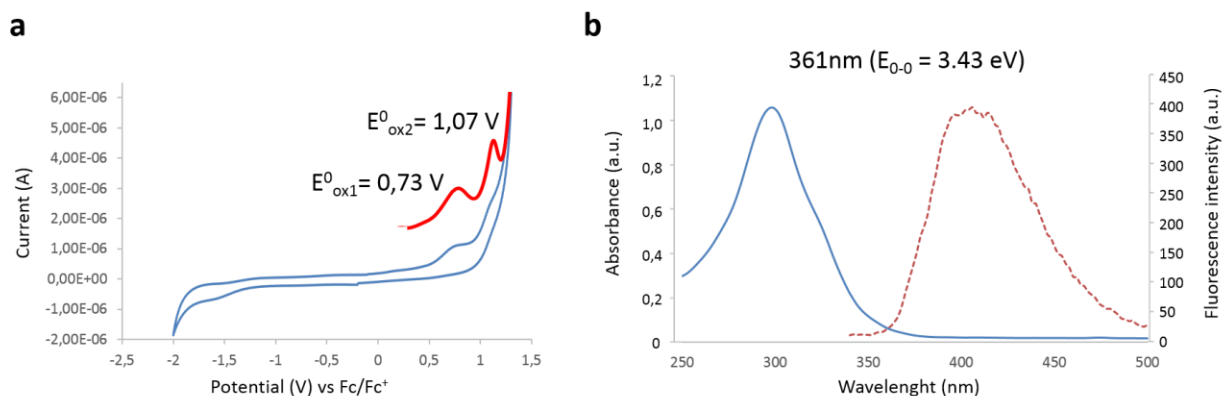 a
6,00E-06
5,00E-06
4,00E-06
3,00E-06
2,00E-06
1,00E-06
0,00E+00
-1,00E-06
-2,00E-06
Current (A)
E⁰ox2= 1,07 V
E⁰ox1= 0,73 V
-2,5 -2 -1,5 -1 -0,5 0 0,5 1 1,5
Potential (V) vs Fc/Fc⁺
b
361nm (E₀₋₀ = 3.43 eV)
1,2
1,0
0,8
0,6
0,4
0,2
0
Absorbance (a.u.)
450
400
350
300
250
200
150
100
50
0
Fluorescence intensity (a.u.)
250 300 350 400 450 500
Wavelenght (nm)